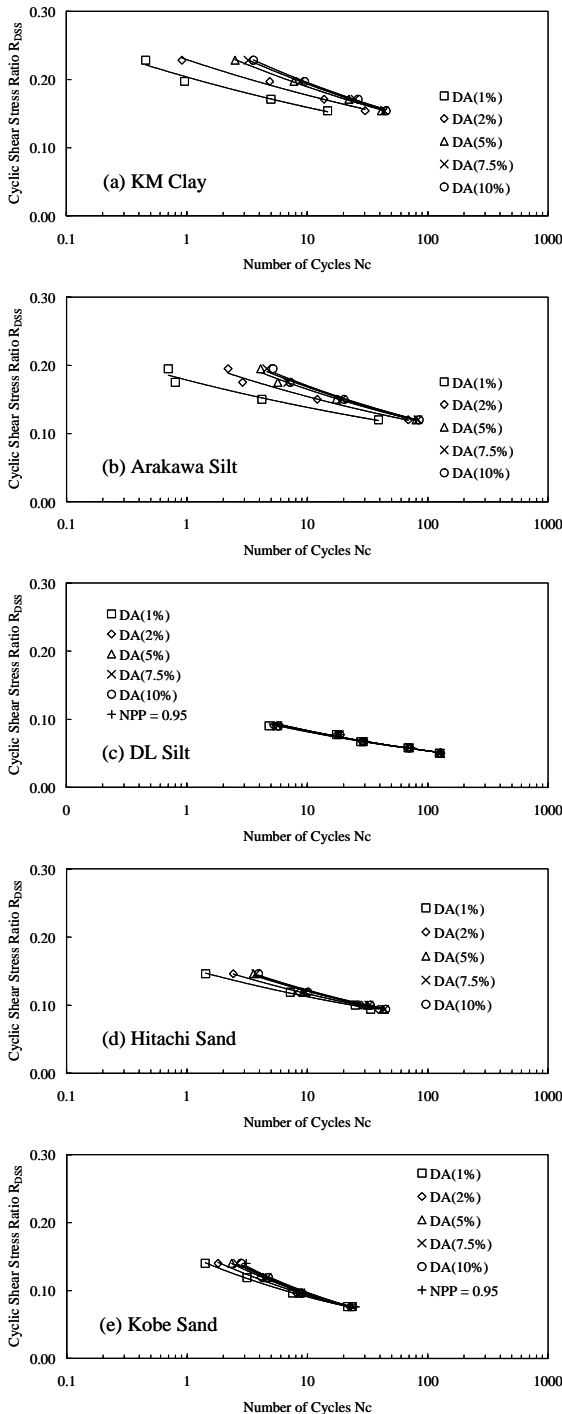 Cyclic Shear Stress Ratio RDSS
0.30
0.20
0.10
0.00
DA(1%)
DA(2%)
DA(5%)
DA(7.5%)
DA(10%)
(a) KM Clay
0.1 1 10 100 1000
Number of Cycles Nc
Cyclic Shear Stress Ratio RDSS
0.30
0.20
0.10
0.00
DA(1%)
DA(2%)
DA(5%)
DA(7.5%)
DA(10%)
(b) Arakawa Silt
0.1 1 10 100 1000
Number of Cycles Nc
Cyclic Shear Stress Ratio RDSS
0.30
0.20
0.10
0.00
DA(1%)
DA(2%)
DA(5%)
DA(7.5%)
DA(10%)
NPP = 0.95
(c) DL Silt
0 1 10 100 1000
Number of Cycles Nc
Cyclic Shear Stress Ratio RDSS
0.30
0.20
0.10
0.00
DA(1%)
DA(2%)
DA(5%)
DA(7.5%)
DA(10%)
(d) Hitachi Sand
0.1 1 10 100 1000
Number of Cycles Nc
Cyclic Shear Stress Ratio RDSS
0.30
0.20
0.10
0.00
DA(1%)
DA(2%)
DA(5%)
DA(7.5%)
DA(10%)
NPP = 0.95
(e) Kobe Sand
0.1 1 10 100 1000
Number of Cycles Nc